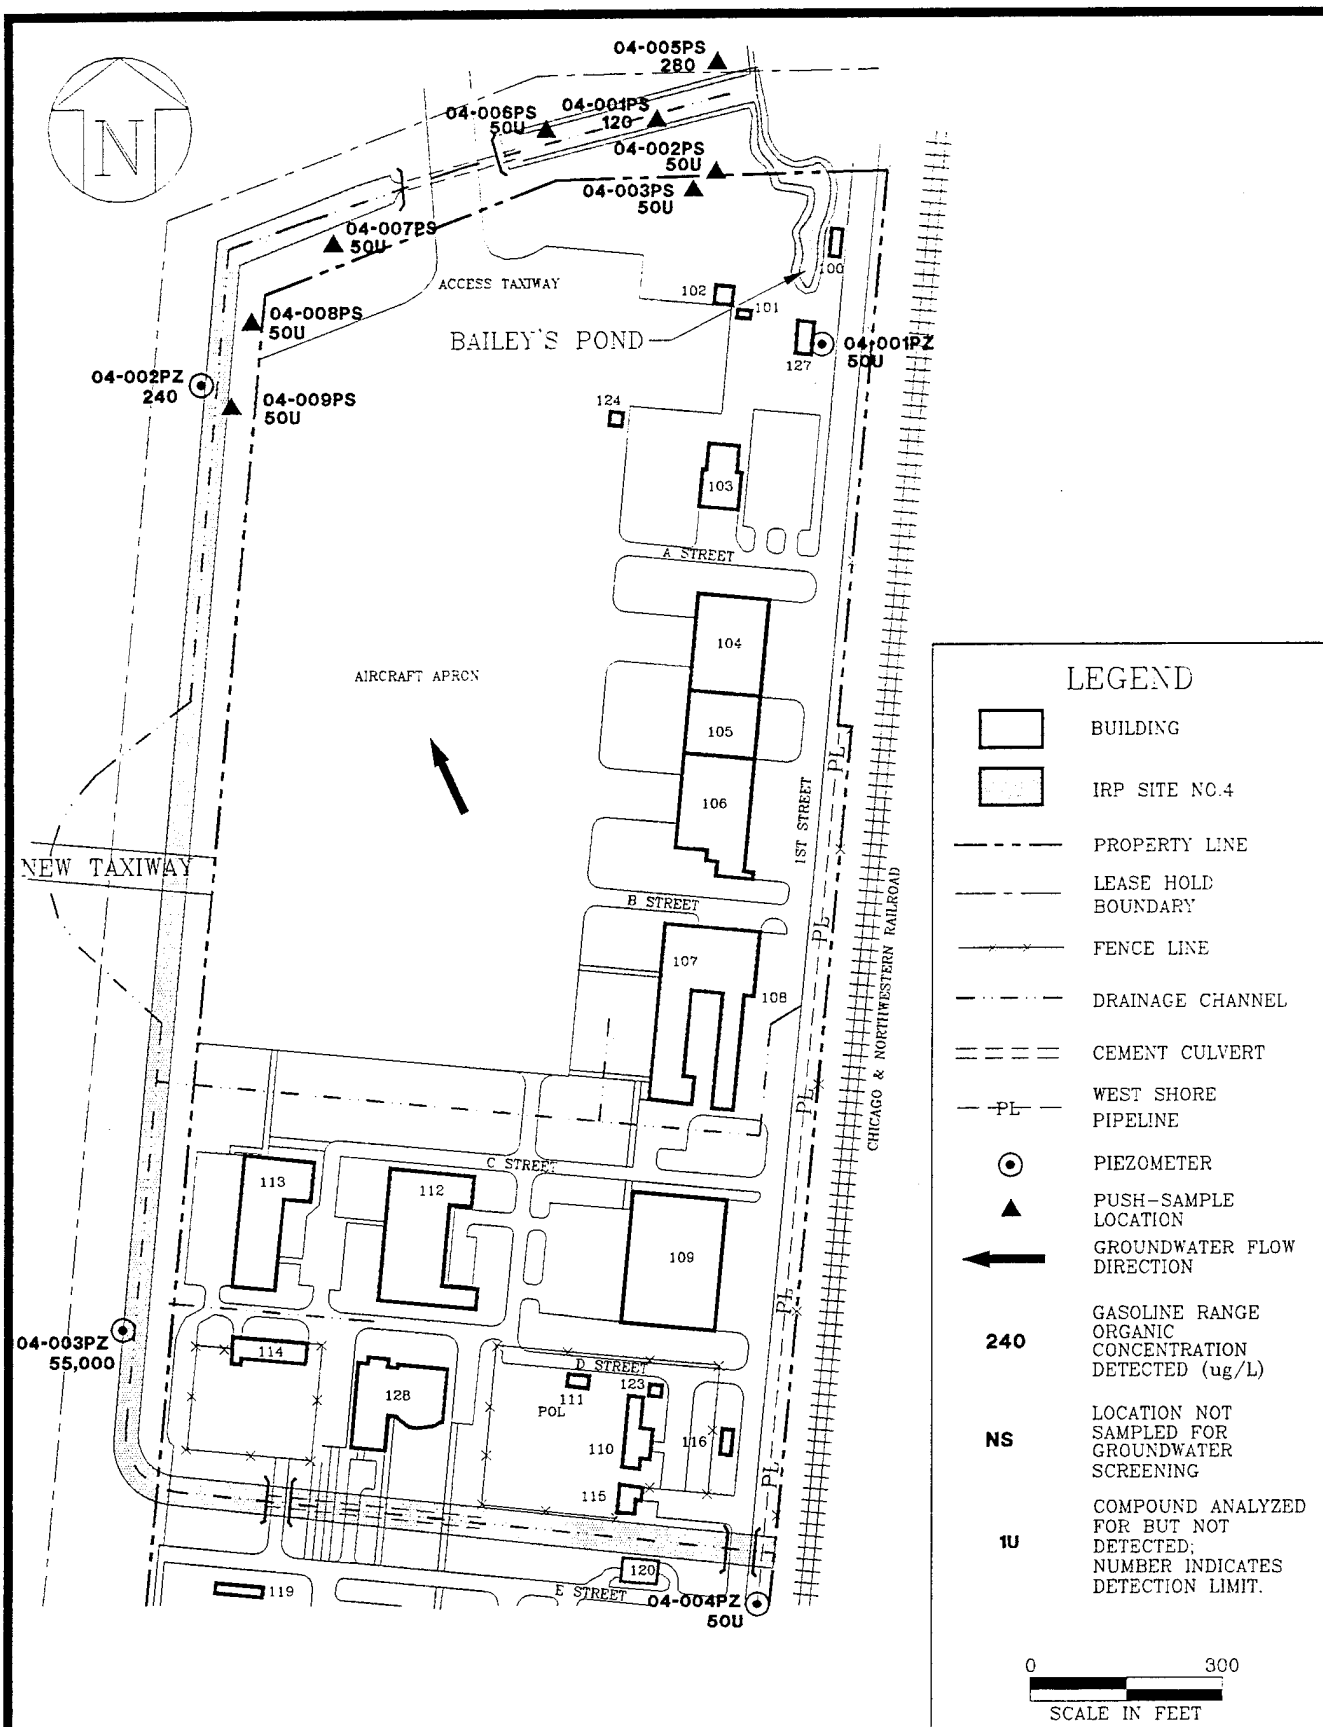 04-005PS
280
N
04-006PS
50U
04-001PS
120
04-002PS
50U
04-003PS
50U
04-007PS
50U
100
ACCESS TAXIWAY
102
101
04-008PS
50U
BAILEY'S POND
04-001PZ
50U
127
04-002PZ
240
04-009PS
50U
124
103
A STREET
104
AIRCRAFT APRON
105
106
PL
1ST STREET
NEW TAXIWAY
B STREET
PL
CHICAGO & NORTHWESTERN RAILROAD
107
108
PL
C STREET
113
112
109
PL
04-003PZ
55,000
114
D STREET
128
111
123
POL
110
116
PL
115
119
120
E STREET
04-004PZ
50U
LEGEND
BUILDING
IRP SITE NO.4
PROPERTY LINE
LEASE HOLD
BOUNDARY
FENCE LINE
DRAINAGE CHANNEL
CEMENT CULVERT
PL
WEST SHORE
PIPELINE
PIEZOMETER
PUSH-SAMPLE
LOCATION
GROUNDWATER FLOW
DIRECTION
240
GASOLINE RANGE
ORGANIC
CONCENTRATION
DETECTED (ug/L)
NS
LOCATION NOT
SAMPLED FOR
GROUNDWATER
SCREENING
1U
COMPOUND ANALYZED
FOR BUT NOT
DETECTED;
NUMBER INDICATES
DETECTION LIMIT.
0 300
SCALE IN FEET